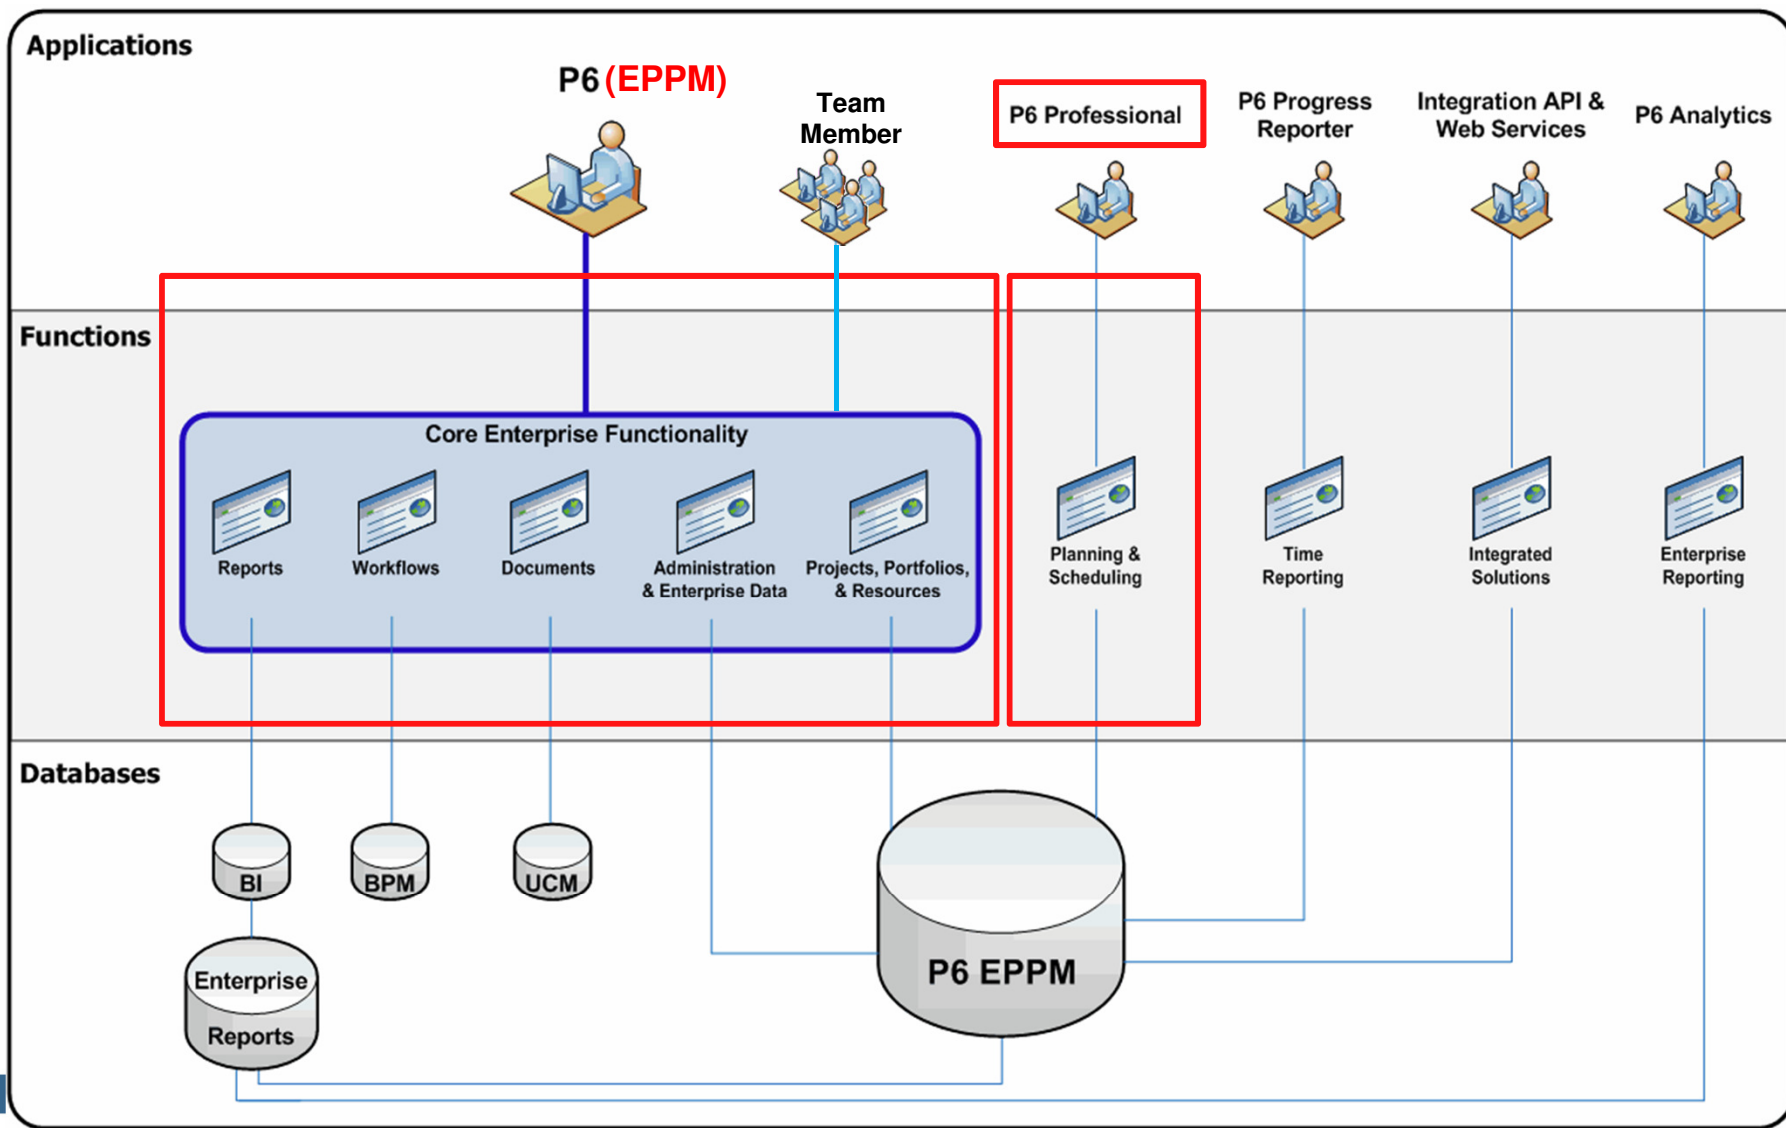 Applications
P6 (EPPM)
Team
Member
P6 Professional
P6 Progress
Reporter
Integration API &
Web Services
P6 Analytics
Functions
Core Enterprise Functionality
Reports
Workflows
Documents
Administration
& Enterprise Data
Projects, Portfolios,
& Resources
Planning &
Scheduling
Time
Reporting
Integrated
Solutions
Enterprise
Reporting
Databases
BI
BPM
UCM
P6 EPPM
Enterprise
Reports